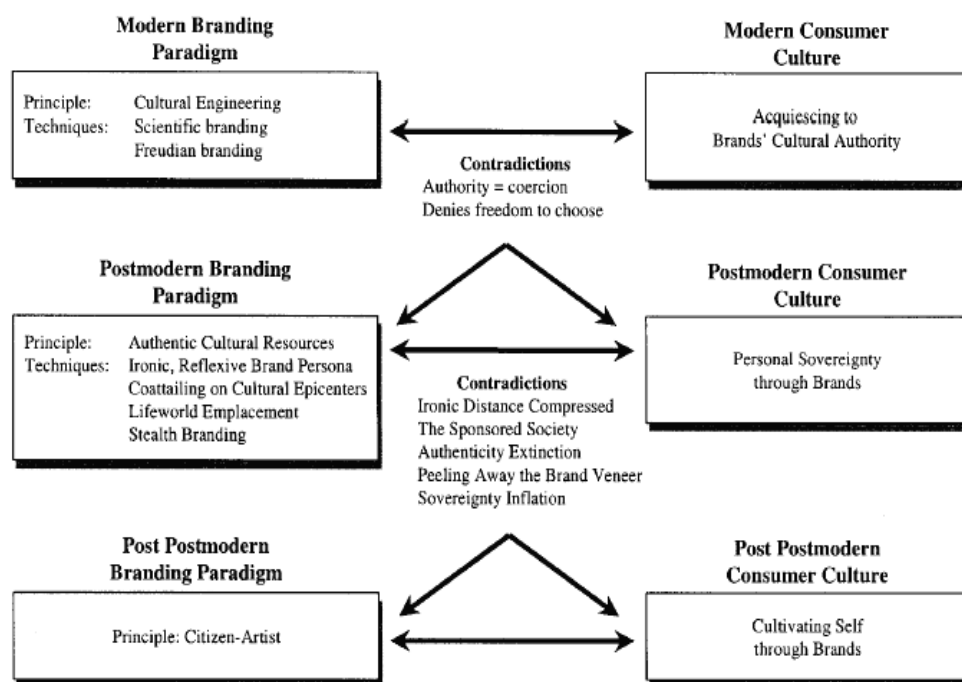 Modern Branding
Paradigm
Modern Consumer
Culture
Principle: Cultural Engineering
Techniques: Scientific branding
Freudian branding
Acquiescing to
Brands' Cultural Authority
Contradictions
Authority = coercion
Denies freedom to choose
Postmodern Branding
Paradigm
Postmodern Consumer
Culture
Principle: Authentic Cultural Resources
Techniques: Ironic, Reflexive Brand Persona
Coattailing on Cultural Epicenters
Lifeworld Emplacement
Stealth Branding
Personal Sovereignty
through Brands
Contradictions
Ironic Distance Compressed
The Sponsored Society
Authenticity Extinction
Peeling Away the Brand Veneer
Sovereignty Inflation
Post Postmodern
Branding Paradigm
Post Postmodern
Consumer Culture
Principle: Citizen-Artist
Cultivating Self
through Brands